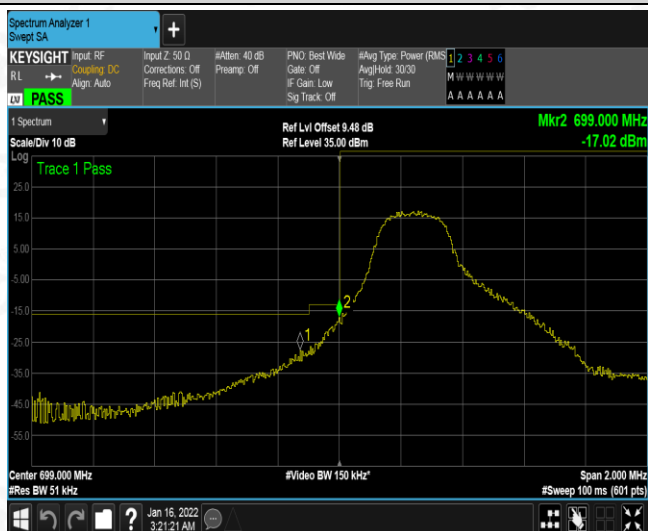 Spectrum Analyzer 1
Swept SA
+
KEYSIGHT
RL
LXI PASS
Input: RF
Coupling: DC
Align: Auto
Input Z: 50 Ω
Corrections: Off
Freq Ref: Int (S)
#Atten: 40 dB
Preamp: Off
PNO: Best Wide
Gate: Off
IF Gain: Low
Sig Track: Off
#Avg Type: Power (RMS
Avg|Hold: 30/30
Trig: Free Run
1 2 3 4 5 6
M W W W W W
A A A A A A
1 Spectrum
Scale/Div 10 dB
Ref Lvl Offset 9.48 dB
Ref Level 35.00 dBm
Mkr2 699.000 MHz
-17.02 dBm
Log
Trace 1 Pass
25.0
15.0
5.00
-5.00
-15.0
-25.0
-35.0
-45.0
-55.0
1
2
Center 699.000 MHz
#Res BW 51 kHz
#Video BW 150 kHz*
Span 2.000 MHz
#Sweep 100 ms (601 pts)
?
Jan 16, 2022
3:21:21 AM